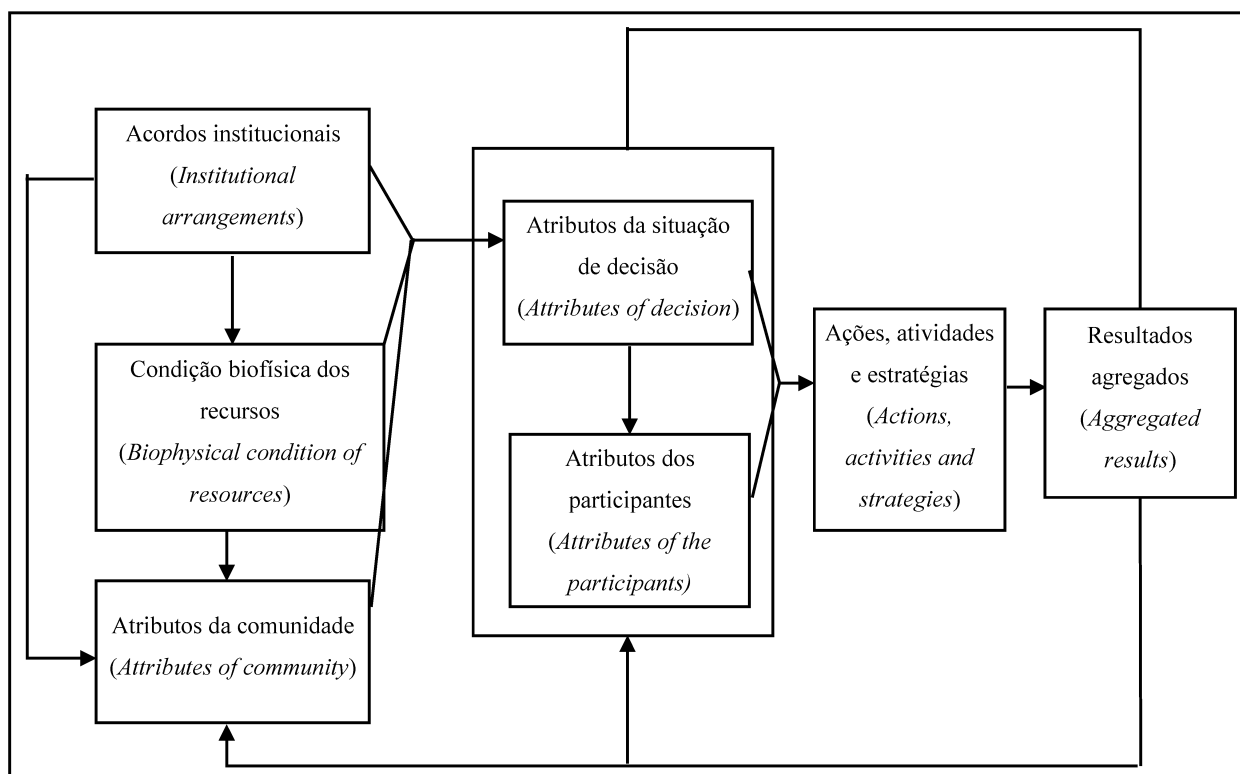 Acordos institucionais
(Institutional
arrangements)
Condição biofísica dos
recursos
(Biophysical condition of
resources)
Atributos da comunidade
(Attributes of community)
Atributos da situação
de decisão
(Attributes of decision)
Atributos dos
participantes
(Attributes of the
participants)
Ações, atividades
e estratégias
(Actions,
activities and
strategies)
Resultados
agregados
(Aggregated
results)